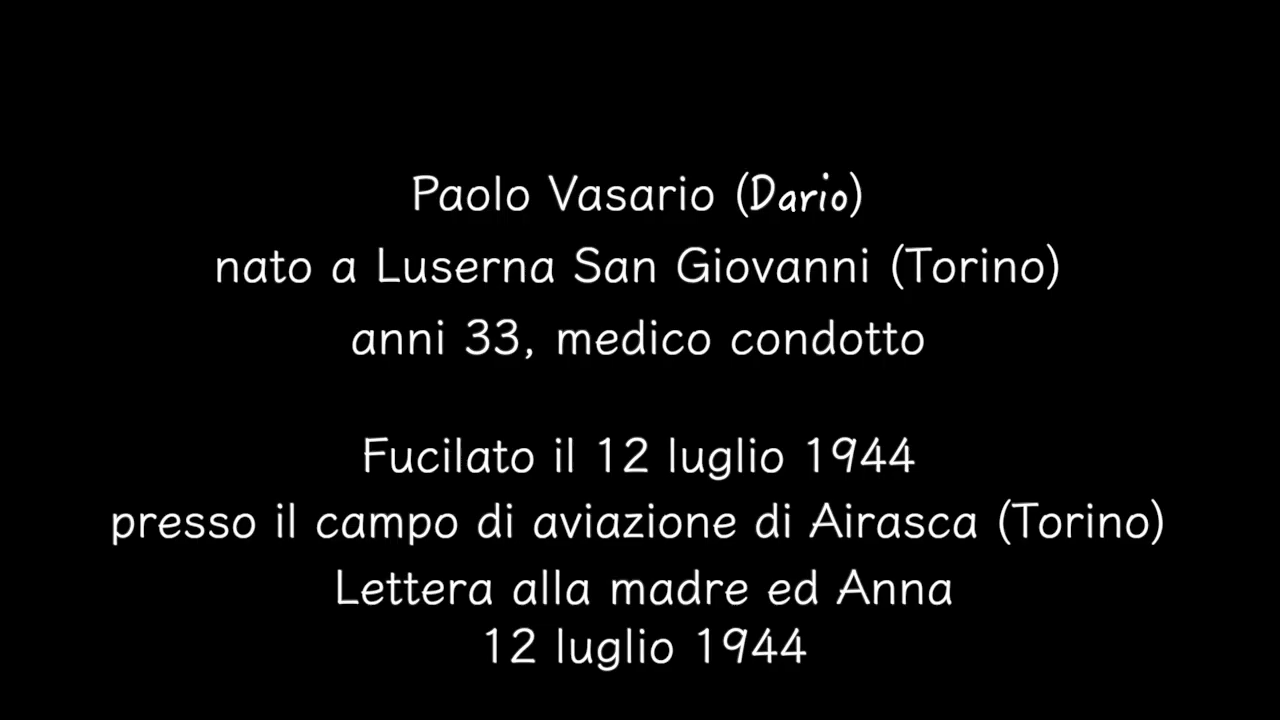 Paolo Vasario (Dario)
nato a Luserna San Giovanni (Torino)
anni 33, medico condotto
Fucilato il 12 luglio 1944
presso il campo di aviazione di Airasca (Torino)
Lettera alla madre ed Anna
12 luglio 1944